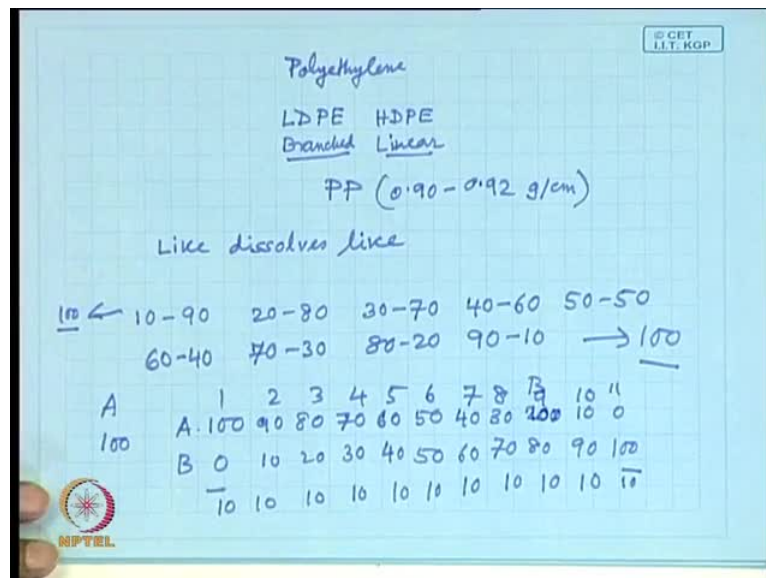 © CET
I.I.T. KGP
Polyethylene
LDPE HDPE
Branched Linear
PP (0.90 - 0.92 g/cm)
Like dissolves like
100 ← 10-90 20-80 30-70 40-60 50-50
60-40 70-30 80-20 90-10 → 100
A 1 2 3 4 5 6 7 8 9 10 11 B
100 A. 100 90 80 70 60 50 40 30 200 10 0
B 0 10 20 30 40 50 60 70 80 90 100
10 10 10 10 10 10 10 10 10 10 10
NPTEL